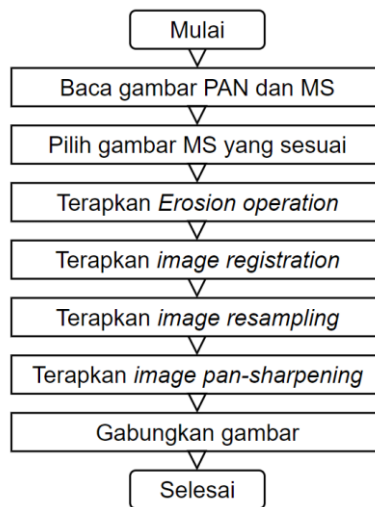 Mulai
Baca gambar PAN dan MS
Pilih gambar MS yang sesuai
Terapkan Erosion operation
Terapkan image registration
Terapkan image resampling
Terapkan image pan-sharpening
Gabungkan gambar
Selesai